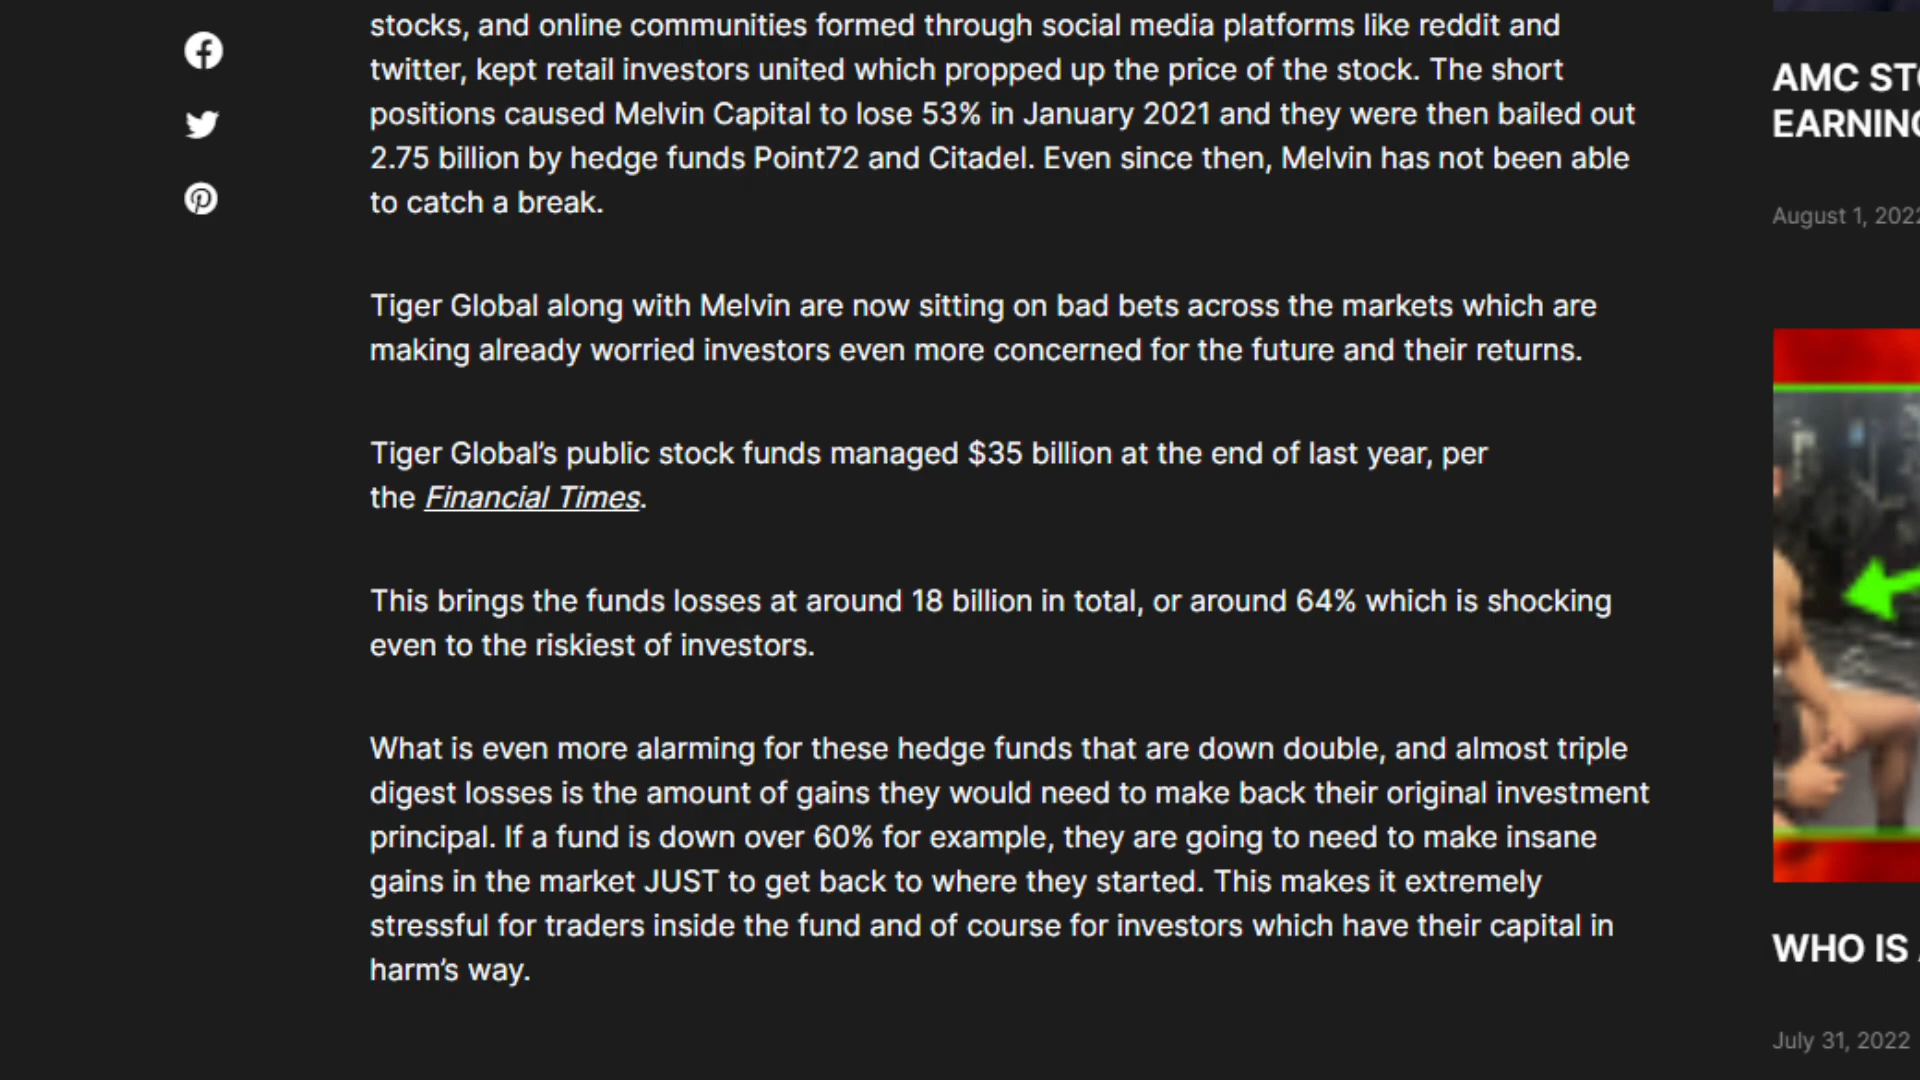 stocks, and online communities formed through social media platforms like reddit and
twitter, kept retail investors united which propped up the price of the stock. The short
positions caused Melvin Capital to lose 53% in January 2021 and they were then bailed out
2.75 billion by hedge funds Point72 and Citadel. Even since then, Melvin has not been able
to catch a break.
Tiger Global along with Melvin are now sitting on bad bets across the markets which are
making already worried investors even more concerned for the future and their returns.
Tiger Global’s public stock funds managed $35 billion at the end of last year, per
the Financial Times.
This brings the funds losses at around 18 billion in total, or around 64% which is shocking
even to the riskiest of investors.
What is even more alarming for these hedge funds that are down double, and almost triple
digest losses is the amount of gains they would need to make back their original investment
principal. If a fund is down over 60% for example, they are going to need to make insane
gains in the market JUST to get back to where they started. This makes it extremely
stressful for traders inside the fund and of course for investors which have their capital in
harm’s way.
AMC STO
EARNING
August 1, 2022
WHO IS
July 31, 2022